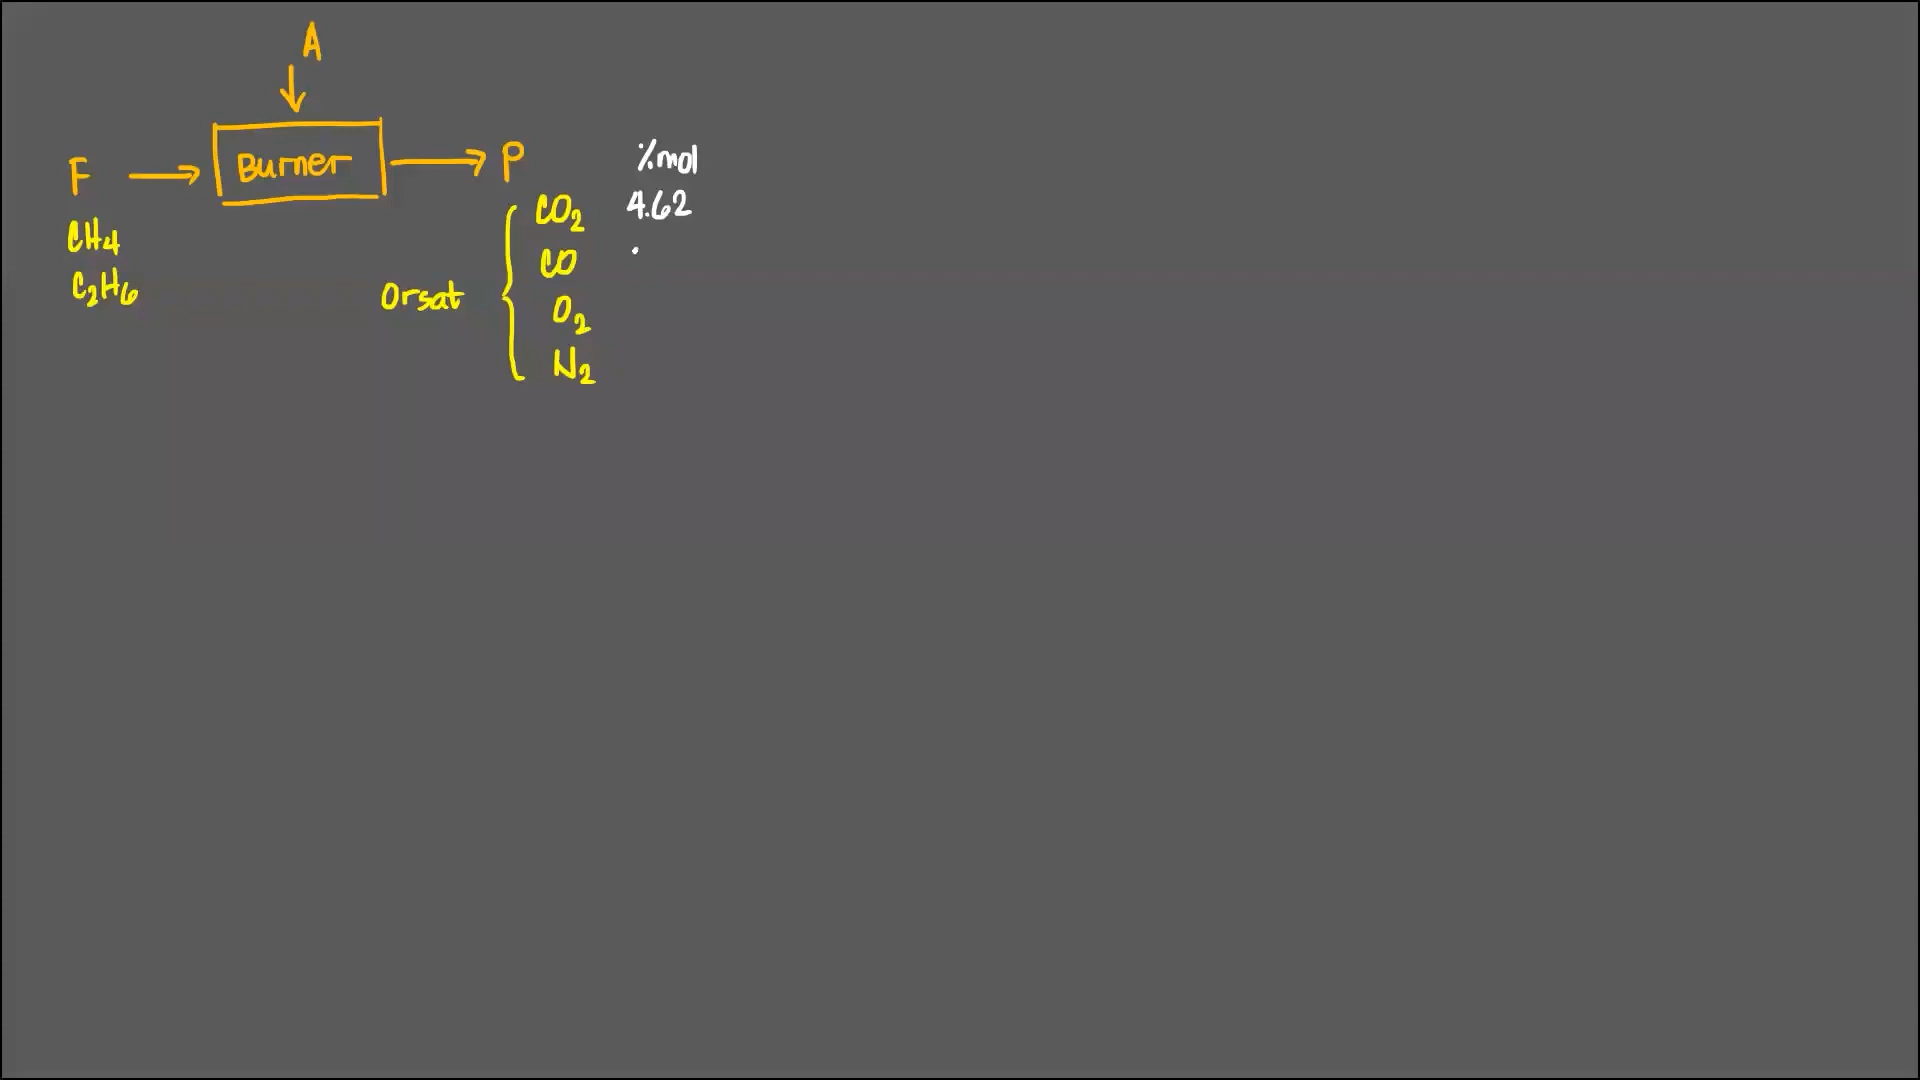 A
F → Burner → P %mol
CH4
C2H6
Orsat
CO2 4.62
CO .
O2
N2